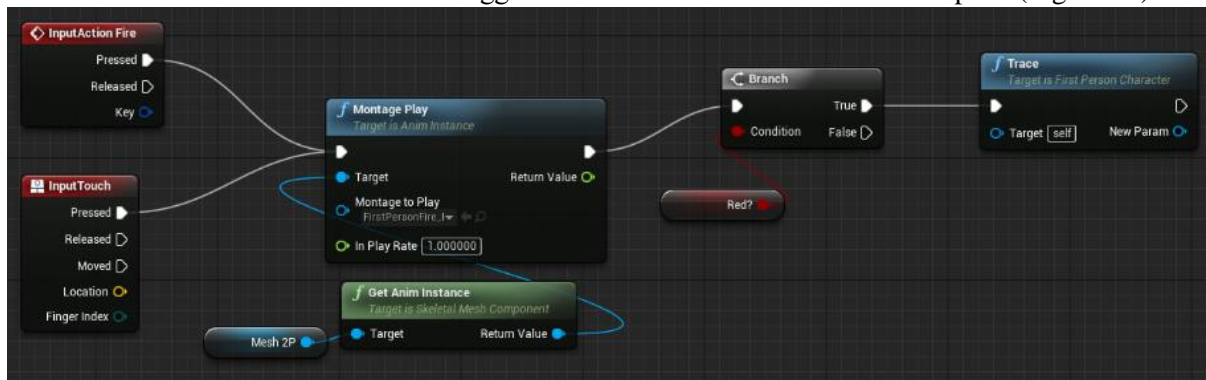 InputAction Fire
Pressed
Released
Key
InputTouch
Pressed
Released
Moved
Location
Finger Index
Montage Play
Target is Anim Instance
Target
Return Value
Montage to Play
FirstPersonFire_
In Play Rate 1.000000
Get Anim Instance
Target is Skeletal Mesh Component
Target
Return Value
Mesh 2P
Branch
True
Condition
False
Red?
Trace
Target is First Person Character
Target self
New Param